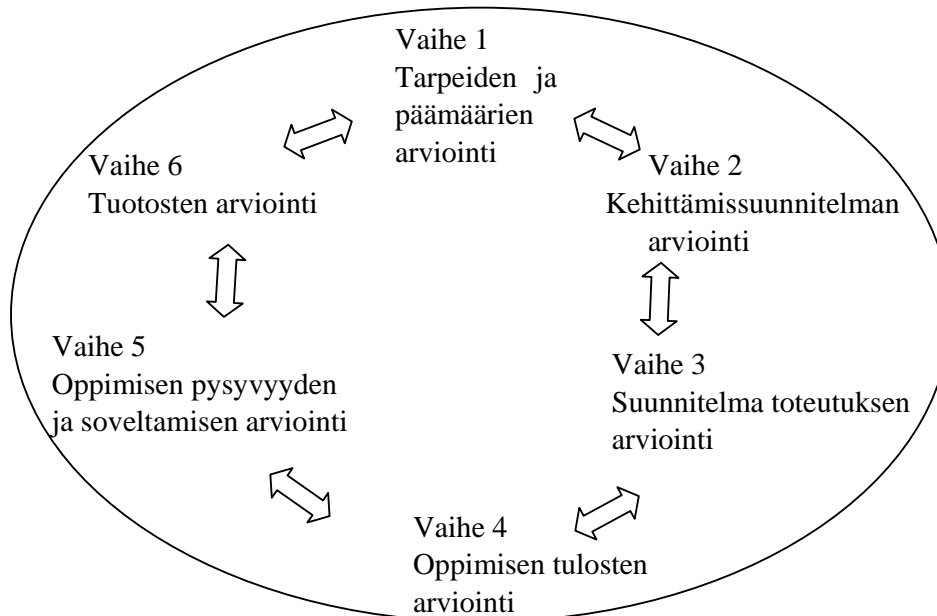 Vaihe 1
Tarpeiden ja
päämäärien
arviointi
Vaihe 2
Kehittämissuunnitelman
arviointi
Vaihe 3
Suunnitelma toteutuksen
arviointi
Vaihe 4
Oppimisen tulosten
arviointi
Vaihe 5
Oppimisen pysyvyyden
ja soveltamisen arviointi
Vaihe 6
Tuotosten arviointi